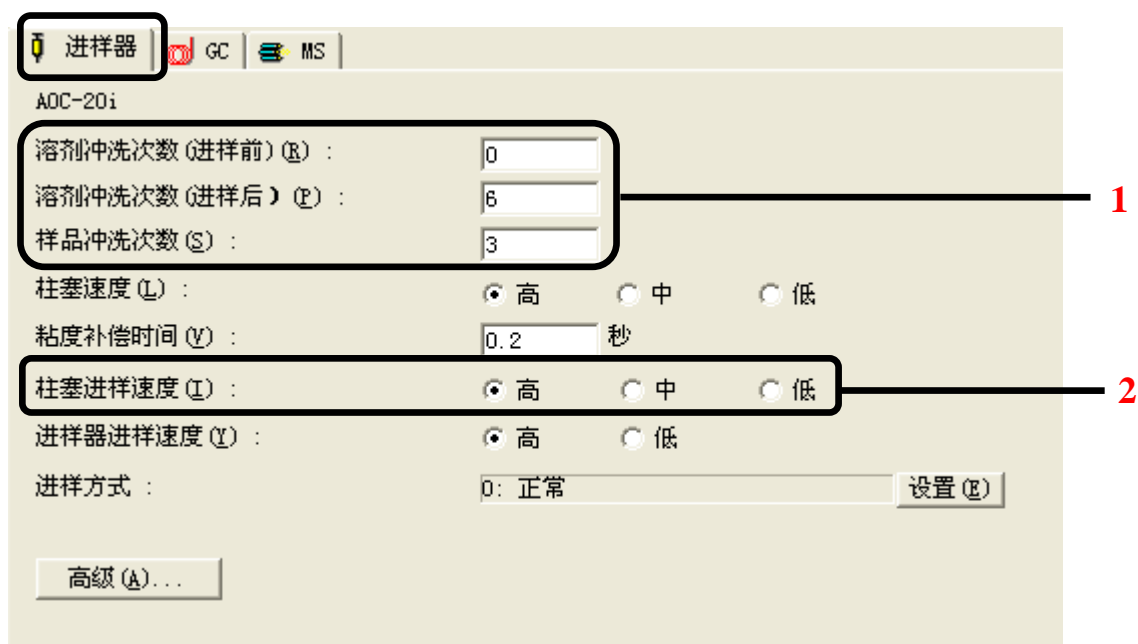 进样器 GC MS
AOC-20i
溶剂冲洗次数(进样前)(R) : 0
溶剂冲洗次数(进样后)(P) : 6
1
样品冲洗次数(S) : 3
柱塞速度(L) : 高 中 低
粘度补偿时间(V) : 0.2 秒
柱塞进样速度(I) : 高 中 低
2
进样器进样速度(Y) : 高 低
进样方式 : 0: 正常 设置(E)
高级(A)...